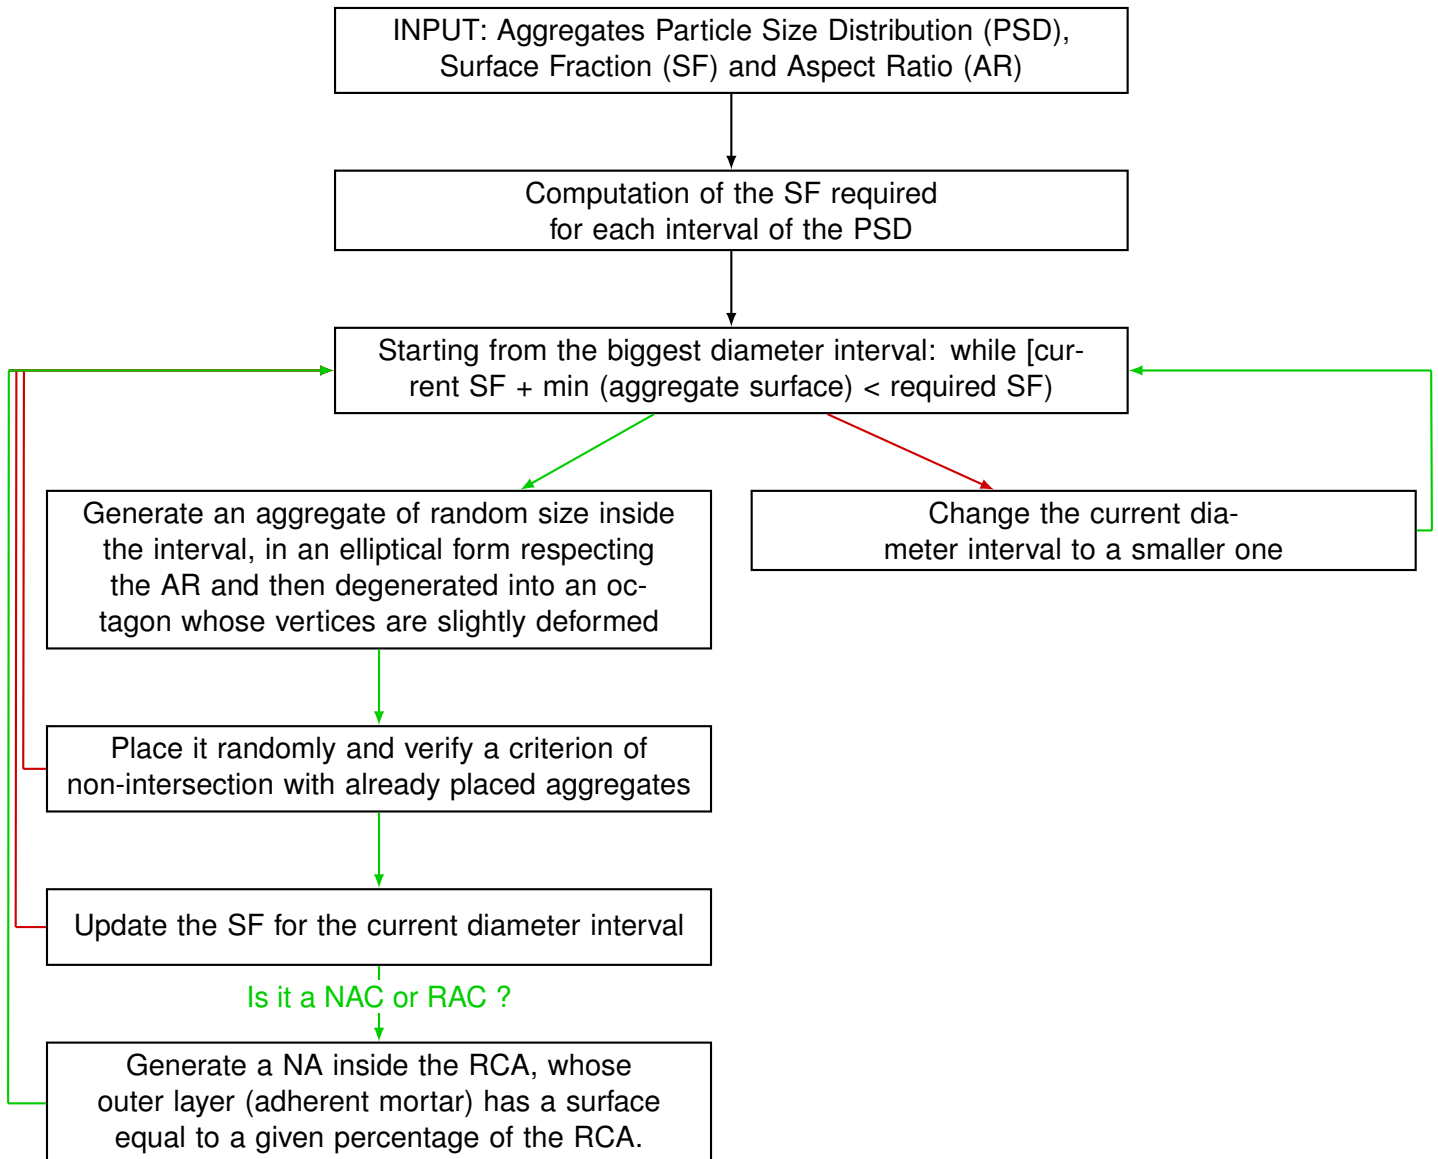 INPUT: Aggregates Particle Size Distribution (PSD),
Surface Fraction (SF) and Aspect Ratio (AR)
Computation of the SF required
for each interval of the PSD
Starting from the biggest diameter interval: while [cur-
rent SF + min (aggregate surface) < required SF)
Generate an aggregate of random size inside
the interval, in an elliptical form respecting
the AR and then degenerated into an oc-
tagon whose vertices are slightly deformed
Change the current dia-
meter interval to a smaller one
Place it randomly and verify a criterion of
non-intersection with already placed aggregates
Update the SF for the current diameter interval
Is it a NAC or RAC ?
Generate a NA inside the RCA, whose
outer layer (adherent mortar) has a surface
equal to a given percentage of the RCA.